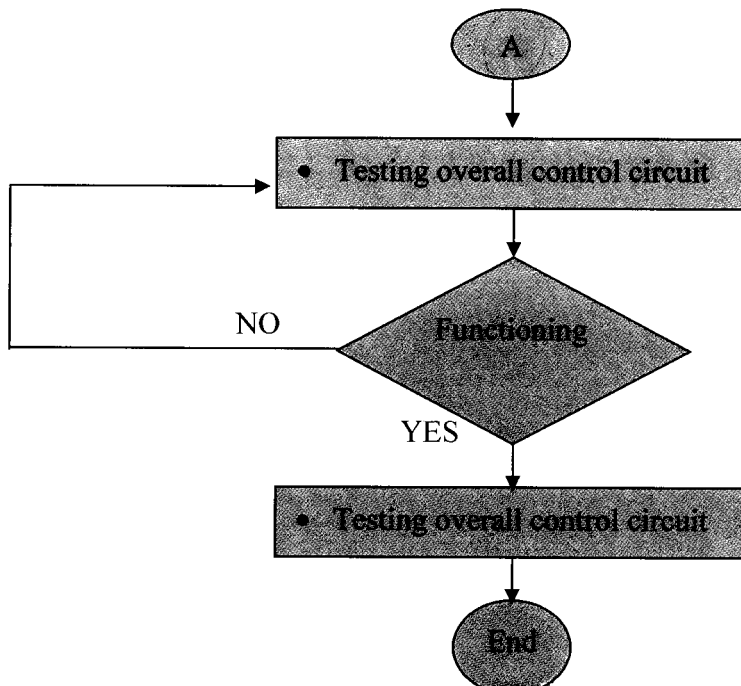 A
• Testing overall control circuit
Functioning
NO
YES
• Testing overall control circuit
End